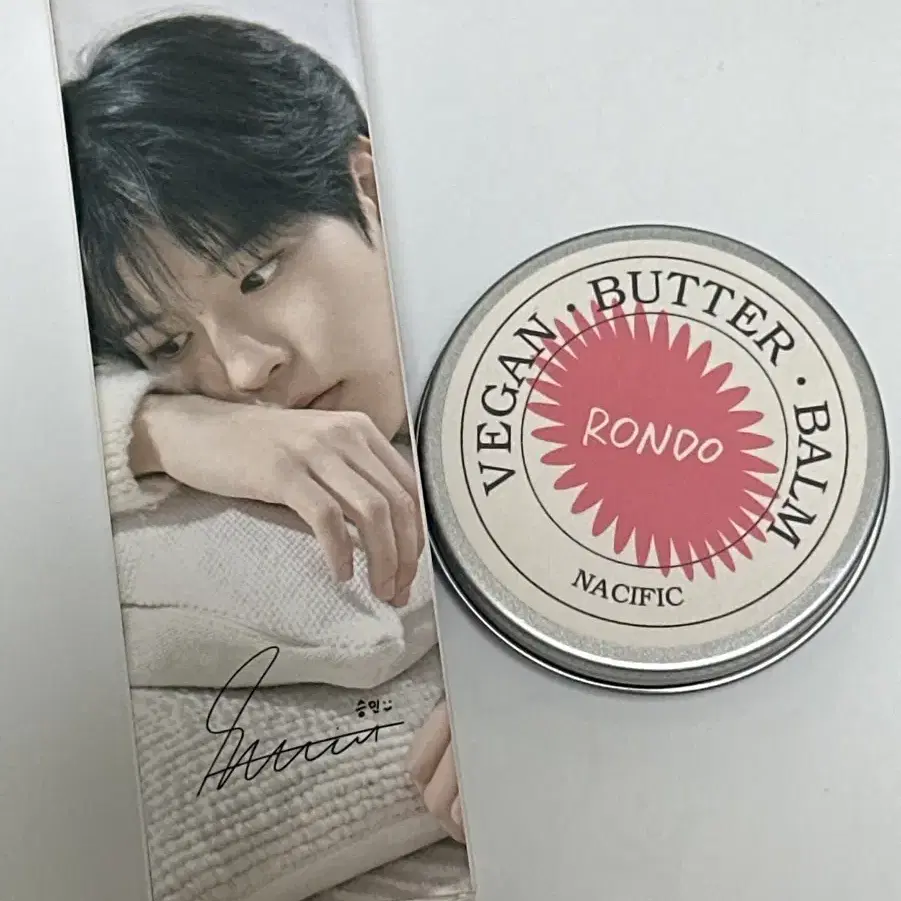 승민
VEGAN · BUTTER · BALM
RONDO
NACIFIC